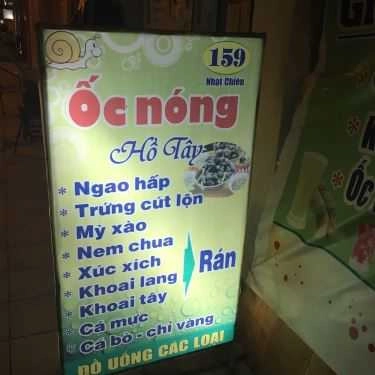 159
Nhật Chiêu
Ốc nóng
Hồ Tây
* Ngao hấp
* Trứng cút lộn
* Mỳ xào
* Nem chua
* Xúc xích
* Khoai lang
* Khoai tây
Rán
* Cá mực
* Cá bò - chỉ vàng
ĐỒ UỐNG CÁC LOẠI
ỐC